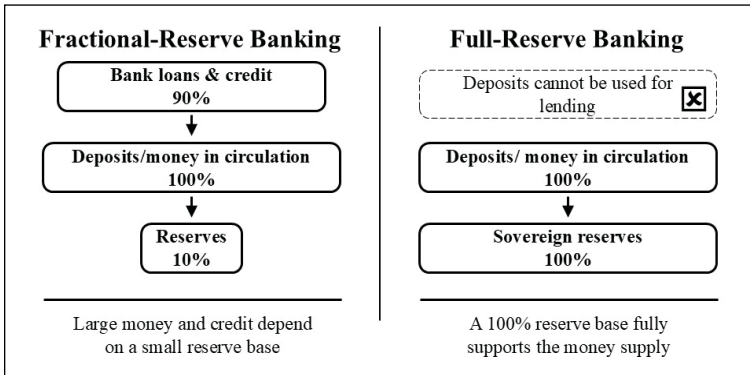 Fractional-Reserve Banking
Bank loans & credit
90%
Deposits/money in circulation
100%
Reserves
10%
Large money and credit depend
on a small reserve base
Full-Reserve Banking
Deposits cannot be used for
lending
Deposits/ money in circulation
100%
Sovereign reserves
100%
A 100% reserve base fully
supports the money supply